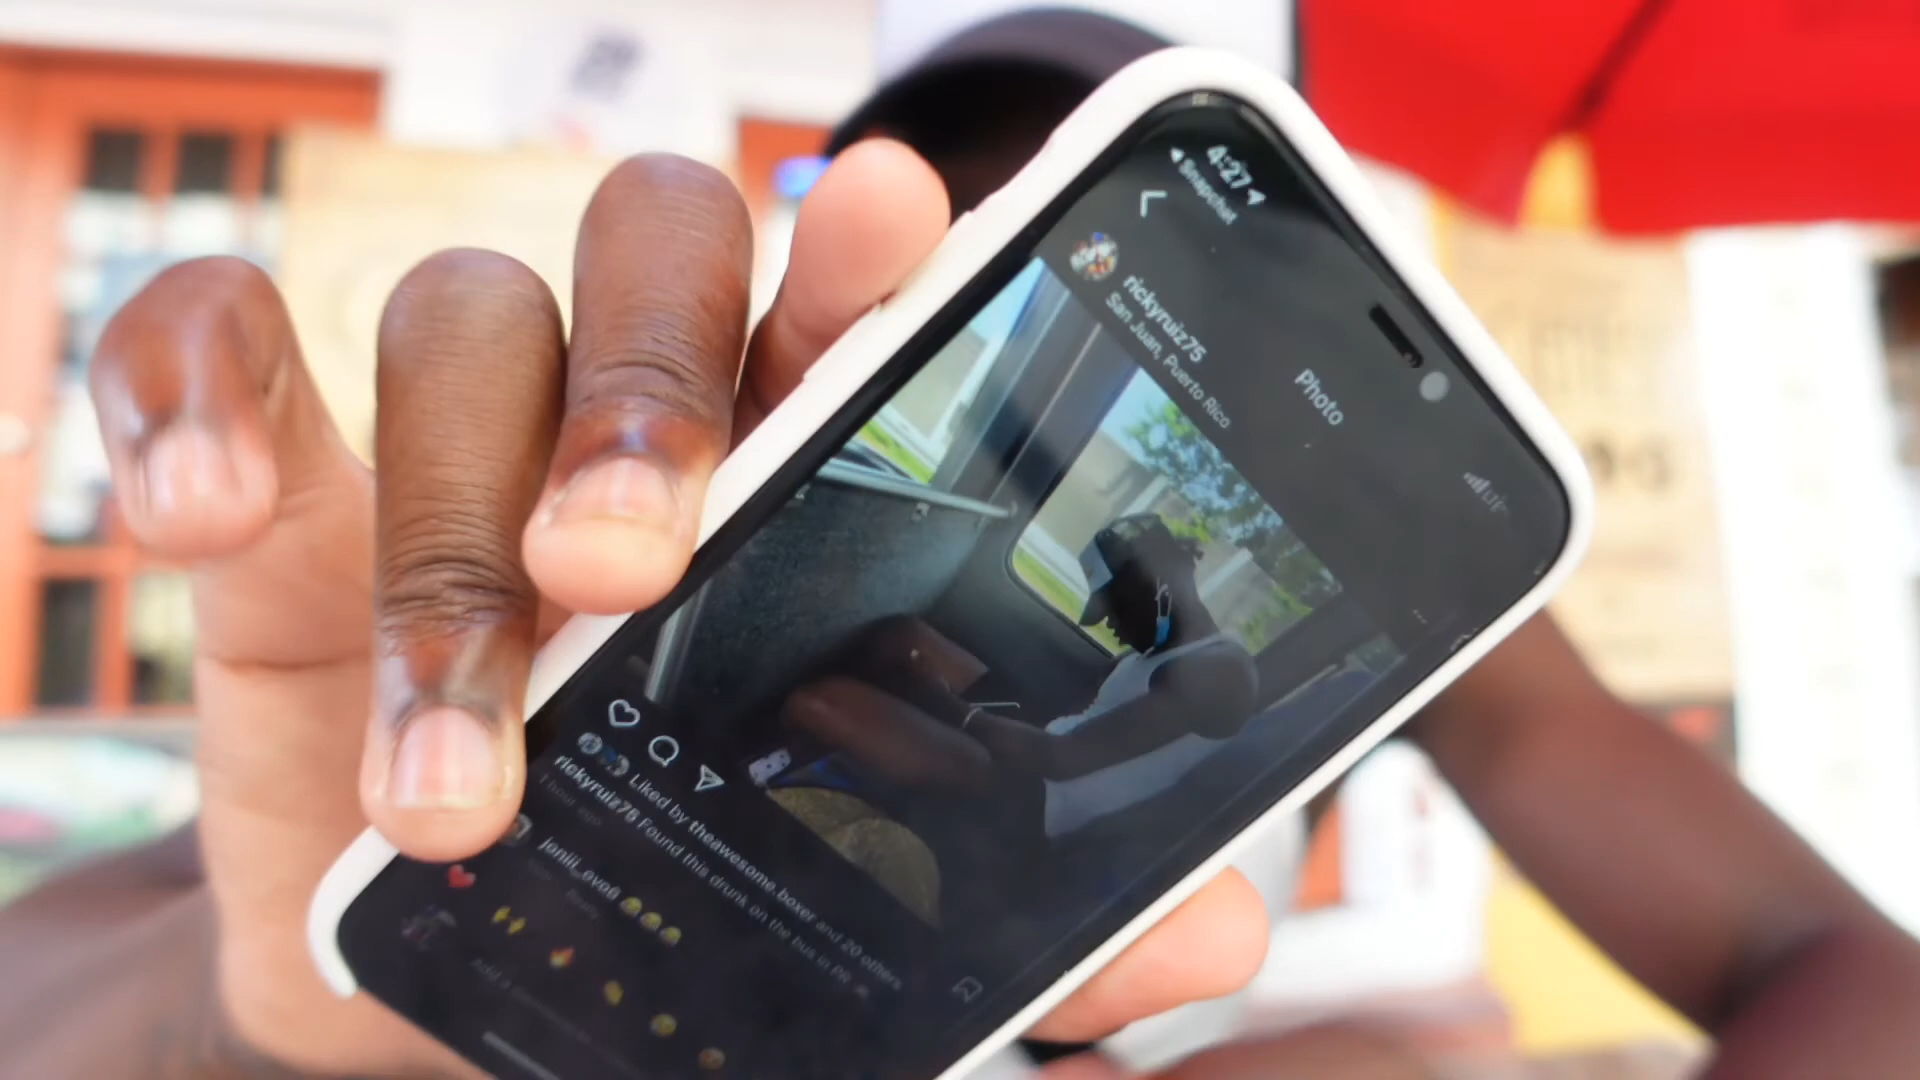 4:27
Snapchat
Photo
rickyruiz75
San Juan, Puerto Rico
Liked by theawesome.boxer and 20 others
rickyruiz75 Found this drunk on the bus in PR
1 hour ago
joniii_evo6